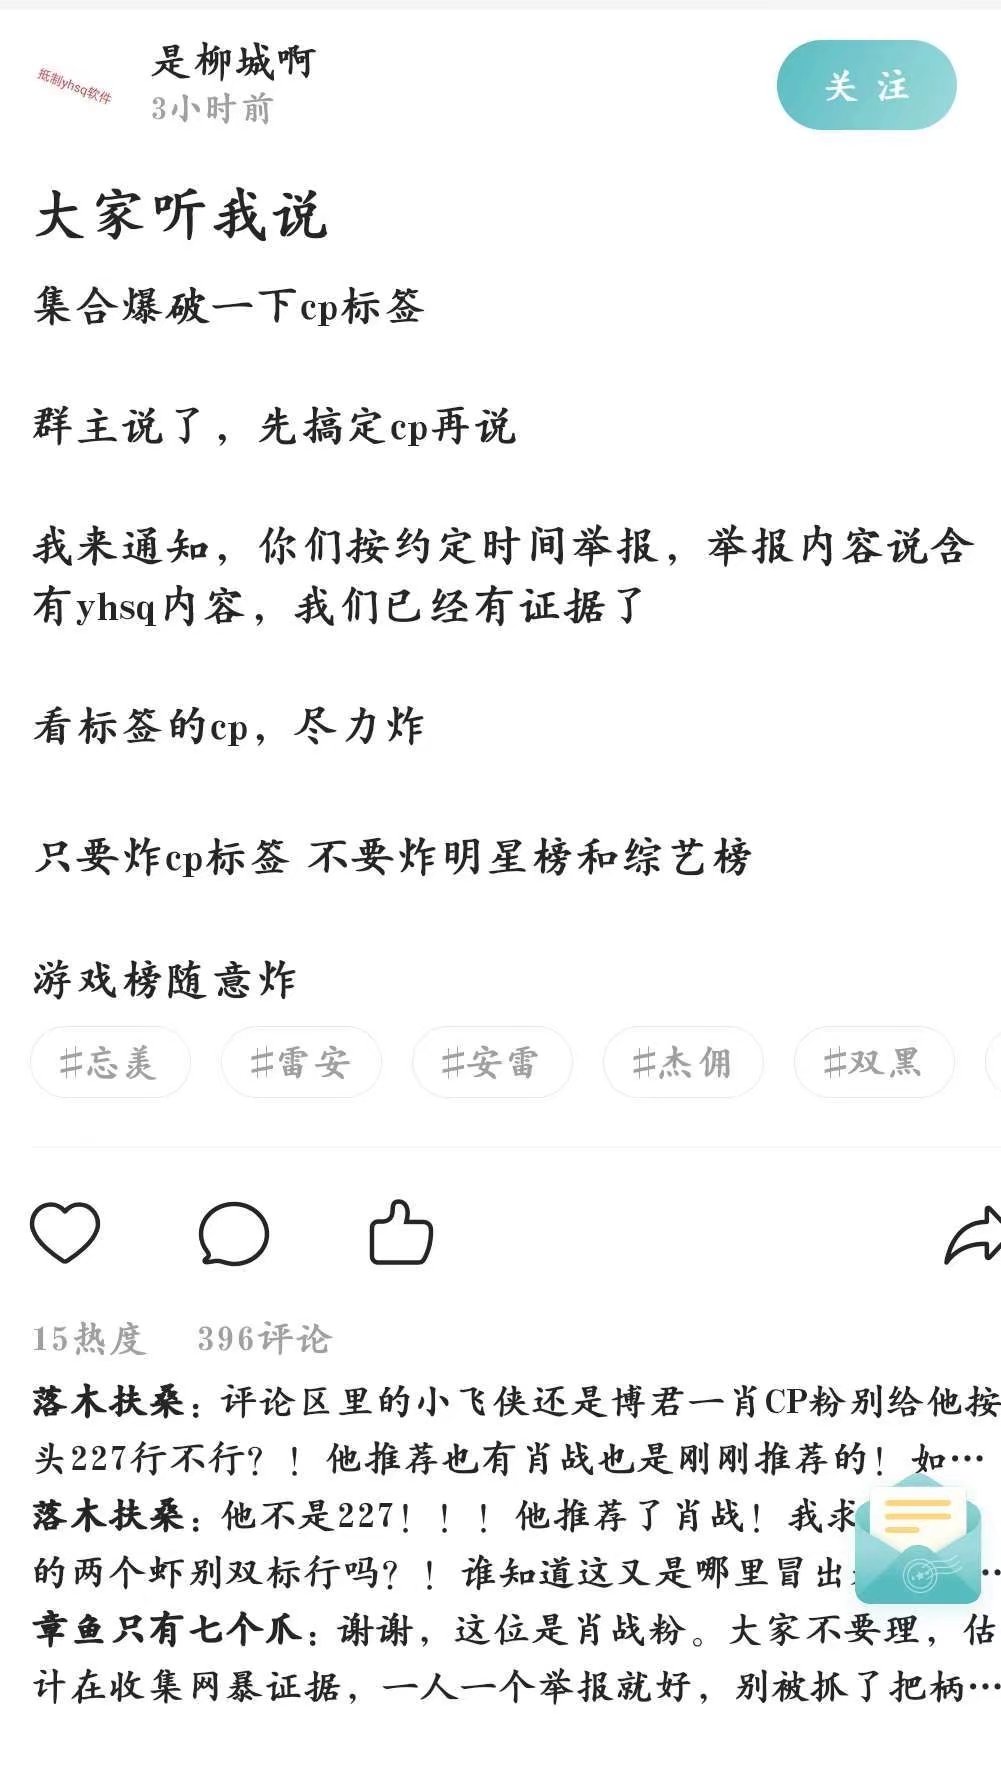 抵制yhsq软件
是柳城啊
3小时前
关注
大家听我说
集合爆破一下cp标签
群主说了，先搞定cp再说
我来通知，你们按约定时间举报，举报内容说含
有yhsq内容，我们已经有证据了
看标签的cp，尽力炸
只要炸cp标签 不要炸明星榜和综艺榜
游戏榜随意炸
#忘羡
#雷安
#安雷
#杰佣
#双黑
15热度
396评论
落木扶桑：评论区里的小飞侠还是博君一肖CP粉别给他按
头227行不行？！他推荐也有肖战也是刚刚推荐的！如…
落木扶桑：他不是227！！！他推荐了肖战！我求
的两个虾别双标行吗？！谁知道这又是哪里冒出…
章鱼只有七个爪：谢谢，这位是肖战粉。大家不要理，估
计在收集网暴证据，一人一个举报就好，别被抓了把柄…